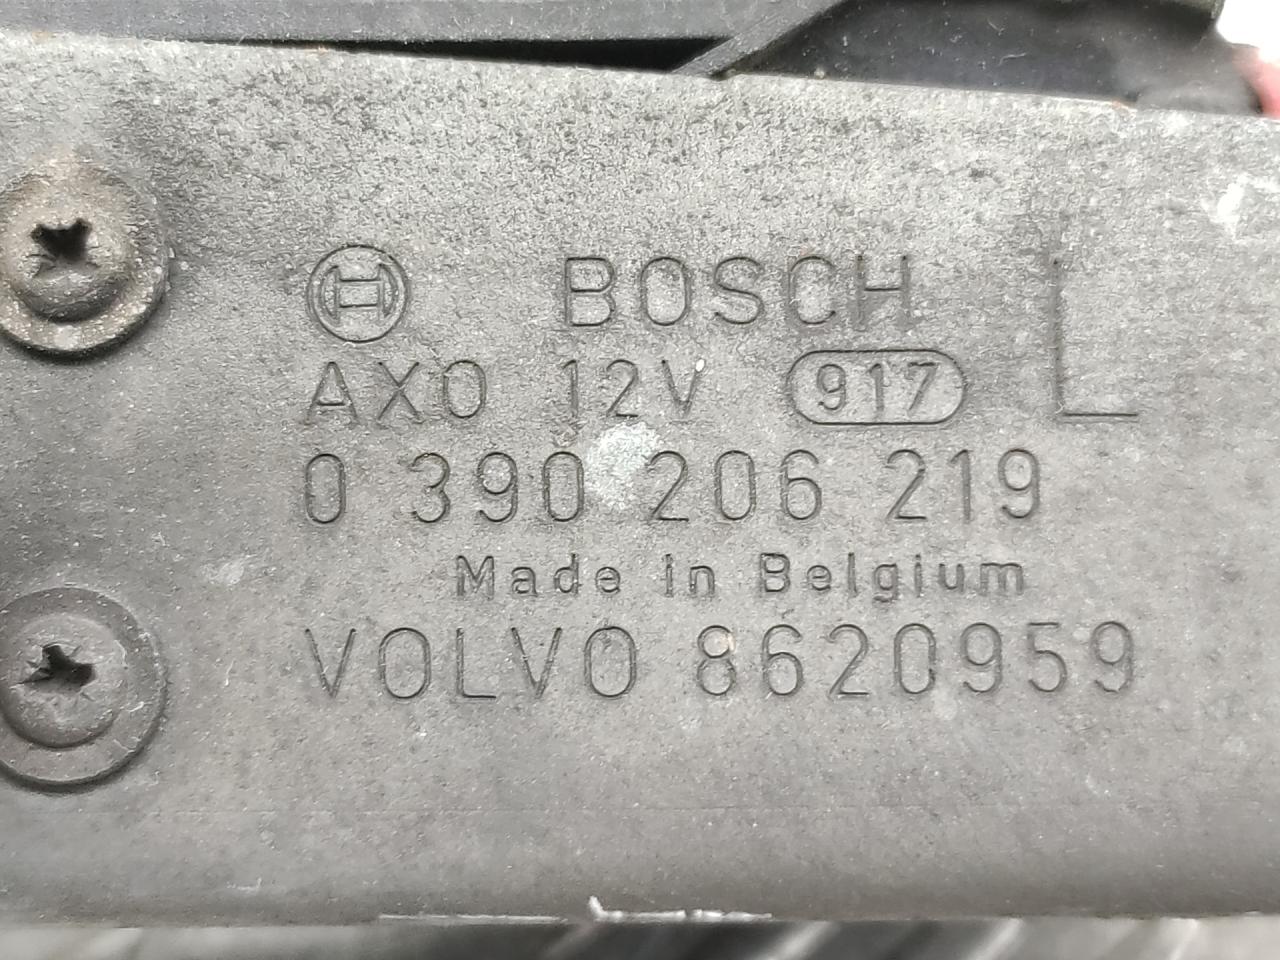 BOSCH L
AXO 12V 917
0 390 206 219
Made in Belgium
VOLVO 8620959